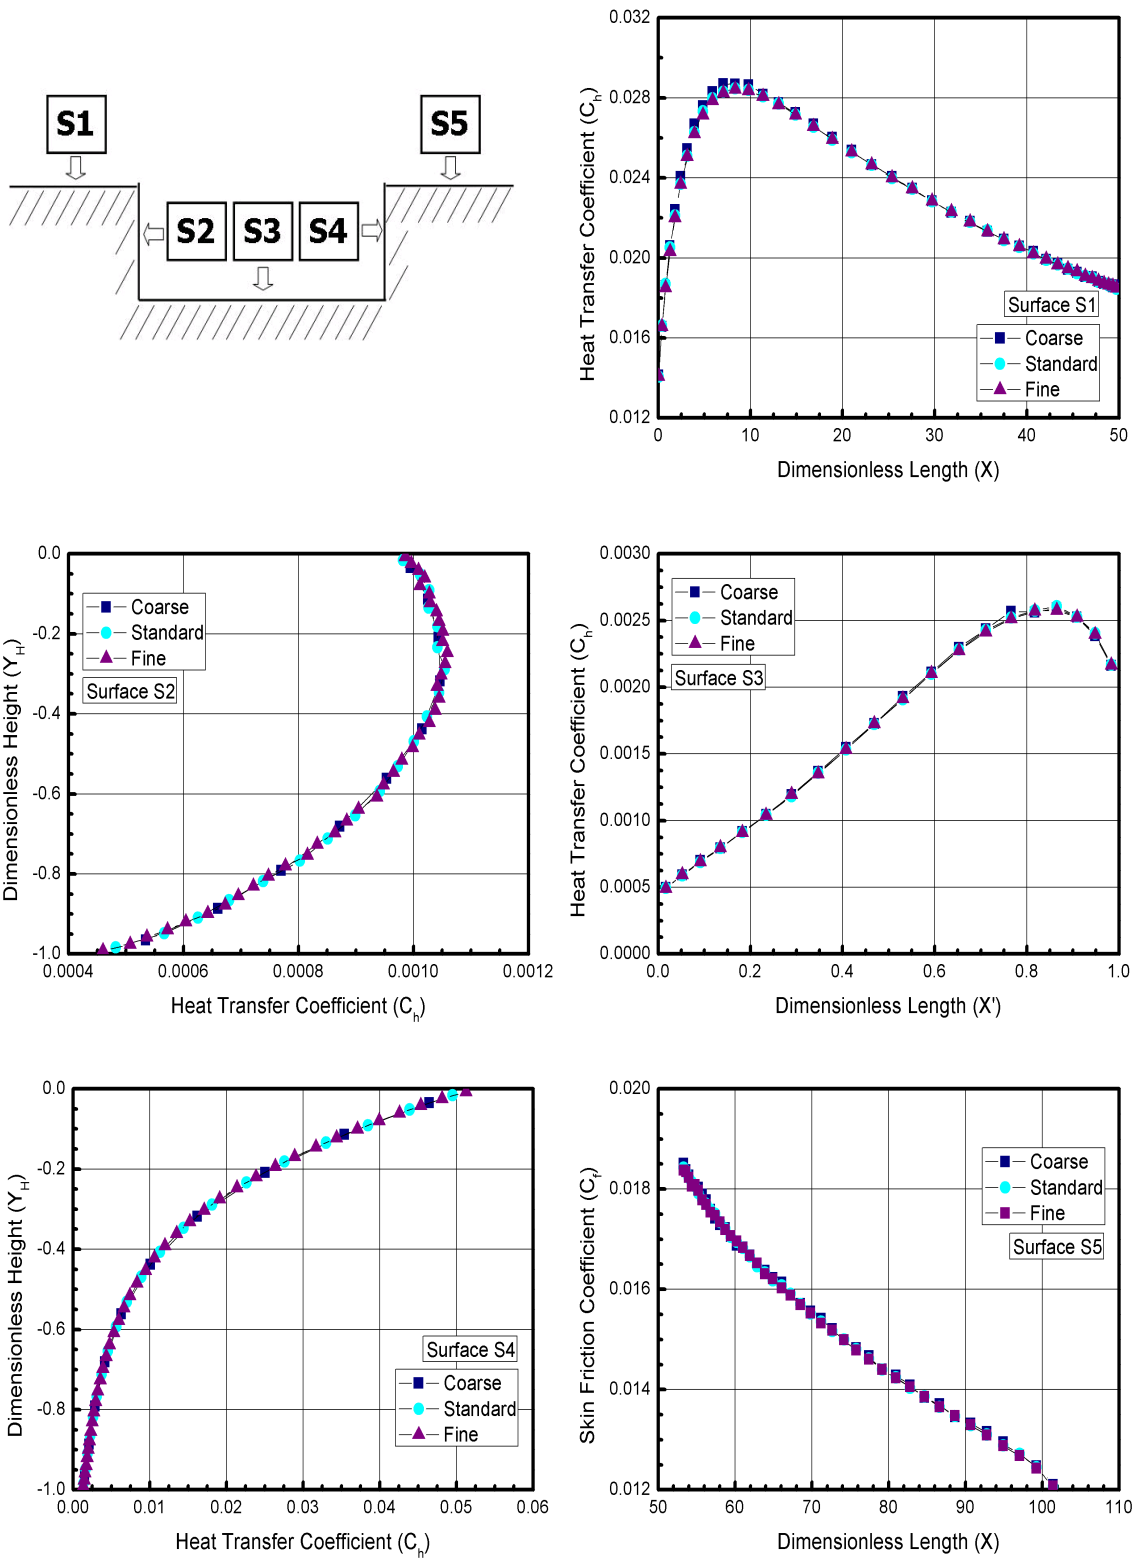 S1
S5
S2
S3
S4
0.032
0.028
0.024
0.020
0.016
0.012
Heat Transfer Coefficient (Ch)
Surface S1
Coarse
Standard
Fine
0
10
20
30
40
50
Dimensionless Length (X)
0.0
-0.2
-0.4
-0.6
-0.8
-1.0
Dimensionless Height (YH)
Coarse
Standard
Fine
Surface S2
0.0004
0.0006
0.0008
0.0010
0.0012
Heat Transfer Coefficient (Ch)
0.0030
0.0025
0.0020
0.0015
0.0010
0.0005
0.0000
Heat Transfer Coefficient (Ch)
Coarse
Standard
Fine
Surface S3
0.0
0.2
0.4
0.6
0.8
1.0
Dimensionless Length (X')
0.0
-0.2
-0.4
-0.6
-0.8
-1.0
Dimensionless Height (YH)
Surface S4
Coarse
Standard
Fine
0.00
0.01
0.02
0.03
0.04
0.05
0.06
Heat Transfer Coefficient (Ch)
0.020
0.018
0.016
0.014
0.012
Skin Friction Coefficient (Cf)
Coarse
Standard
Fine
Surface S5
50
60
70
80
90
100
110
Dimensionless Length (X)